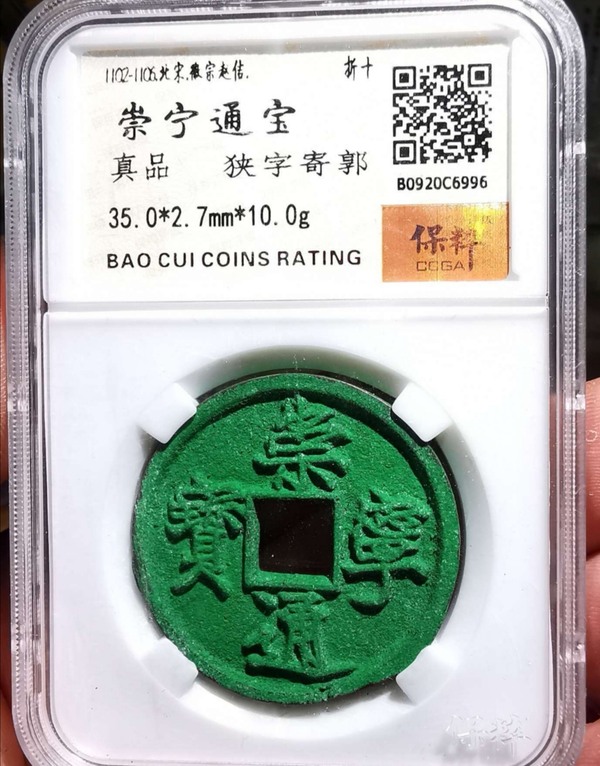 1102-1106.北宋.徽宗赵佶. 折十
崇宁通宝
真品 狭字寄郭
B0920C6996
35.0*2.7mm*10.0g
保粹
CCGA
BAO CUI COINS RATING
崇寧通寳